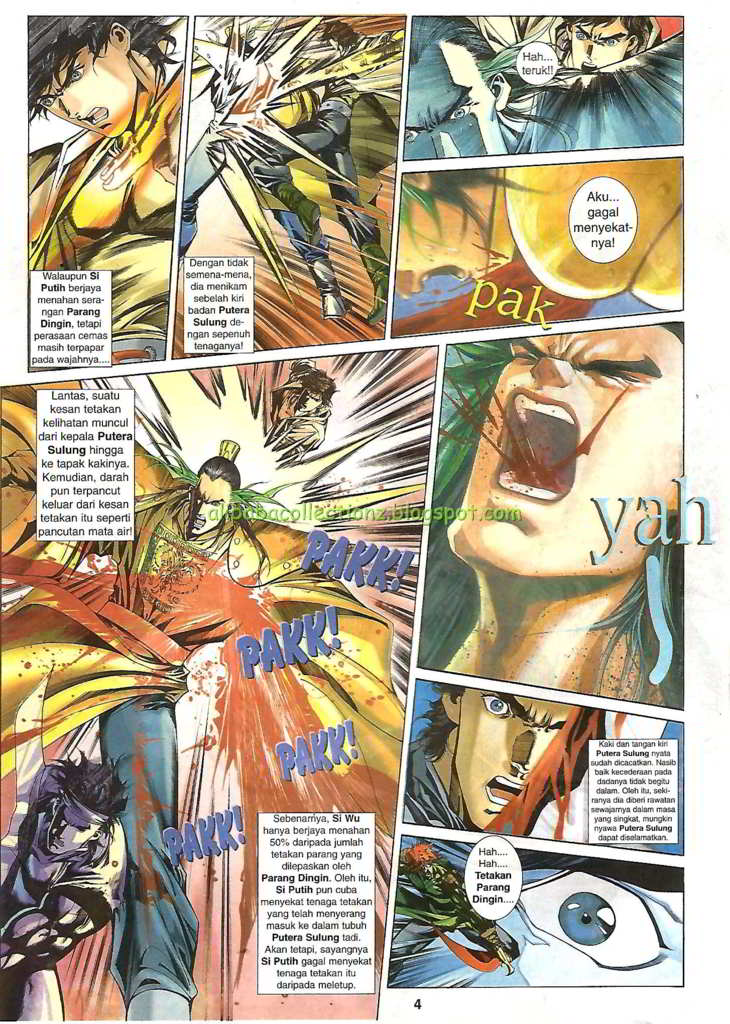 Walaupun Si
Putih berjaya
menahan sera-
ngan Parang
Dingin, tetapi
perasaan cemas
masih terpapar
pada wajahnya....
Dengan tidak
semena-mena,
dia menikam
sebelah kiri
badan Putera
Sulung de-
ngan sepenuh
tenaganya!
Hah...
teruk!!
Aku...
gagal
menyekat-
nya!
pak
Lantas, suatu
kesan tetakan
kelihatan muncul
dari kepala Putera
Sulung hingga
ke tapak kakinya.
Kemudian, darah
pun terpancut
keluar dari kesan
tetakan itu seperti
pancutan mata air!
alibabacollectionz.blogspot.com
PAKK!
PAKK!
PAKK!
PAKK!
yah
Sebenarnya, Si Wu
hanya berjaya menahan
50% daripada jumlah
tetakan parang yang
dilepaskan oleh
Parang Dingin. Oleh itu,
Si Putih pun cuba
menyekat tenaga tetakan
yang telah menyerang
masuk ke dalam tubuh
Putera Sulung tadi.
Akan tetapi, sayangnya
Si Putih gagal menyekat
tenaga tetakan itu
daripada meletup.
Kaki dan tangan kiri
Putera Sulung nyata
sudah dicacatkan. Nasib
baik kecederaan pada
dadanya tidak begitu
dalam. Oleh itu, seki-
ranya dia diberi rawatan
sewajarnya dalam masa
yang singkat, mungkin
nyawa Putera Sulung
dapat diselamatkan.
Hah....
Hah....
Tetakan
Parang
Dingin....
4